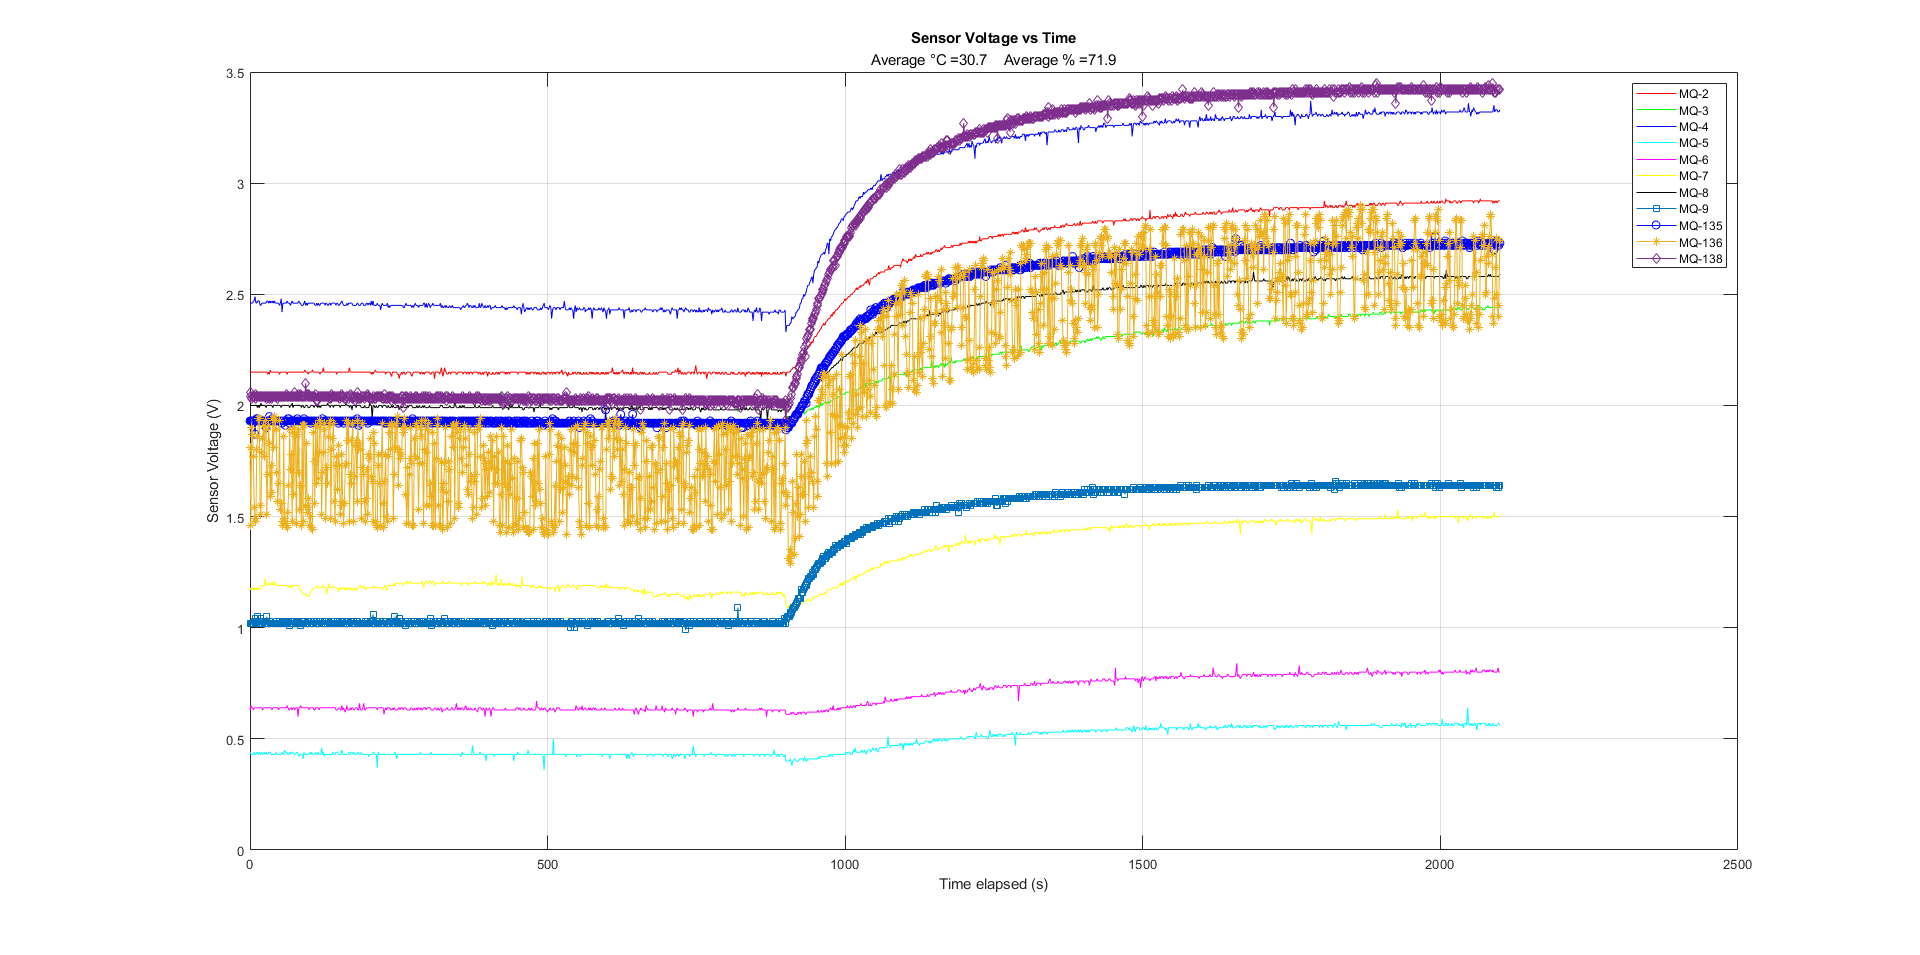 Sensor Voltage vs Time
Average °C =30.7 Average % =71.9
3.5
3
2.5
2
1.5
1
0.5
0
Sensor Voltage (V)
MQ-2
MQ-3
MQ-4
MQ-5
MQ-6
MQ-7
MQ-8
MQ-9
MQ-135
MQ-136
MQ-138
0 500 1000 1500 2000 2500
Time elapsed (s)